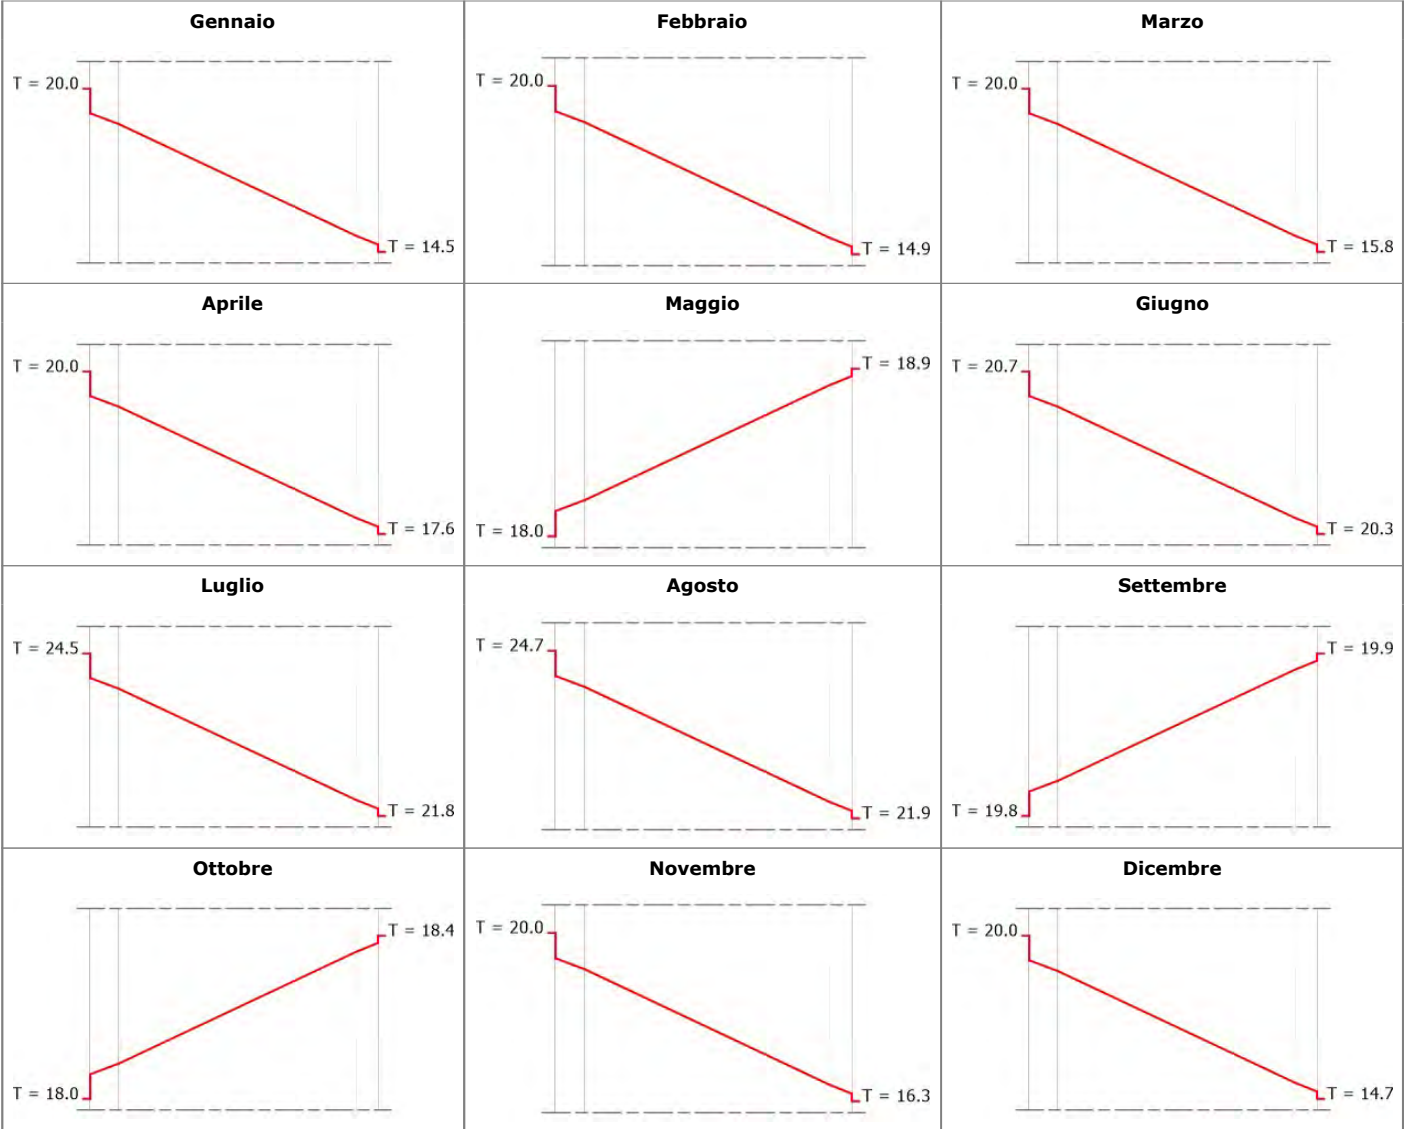 Gennaio
T = 20.0
T = 14.5
Febbraio
T = 20.0
T = 14.9
Marzo
T = 20.0
T = 15.8
Aprile
T = 20.0
T = 17.6
Maggio
T = 18.9
T = 18.0
Giugno
T = 20.7
T = 20.3
Luglio
T = 24.5
T = 21.8
Agosto
T = 24.7
T = 21.9
Settembre
T = 19.9
T = 19.8
Ottobre
T = 18.4
T = 18.0
Novembre
T = 20.0
T = 16.3
Dicembre
T = 20.0
T = 14.7